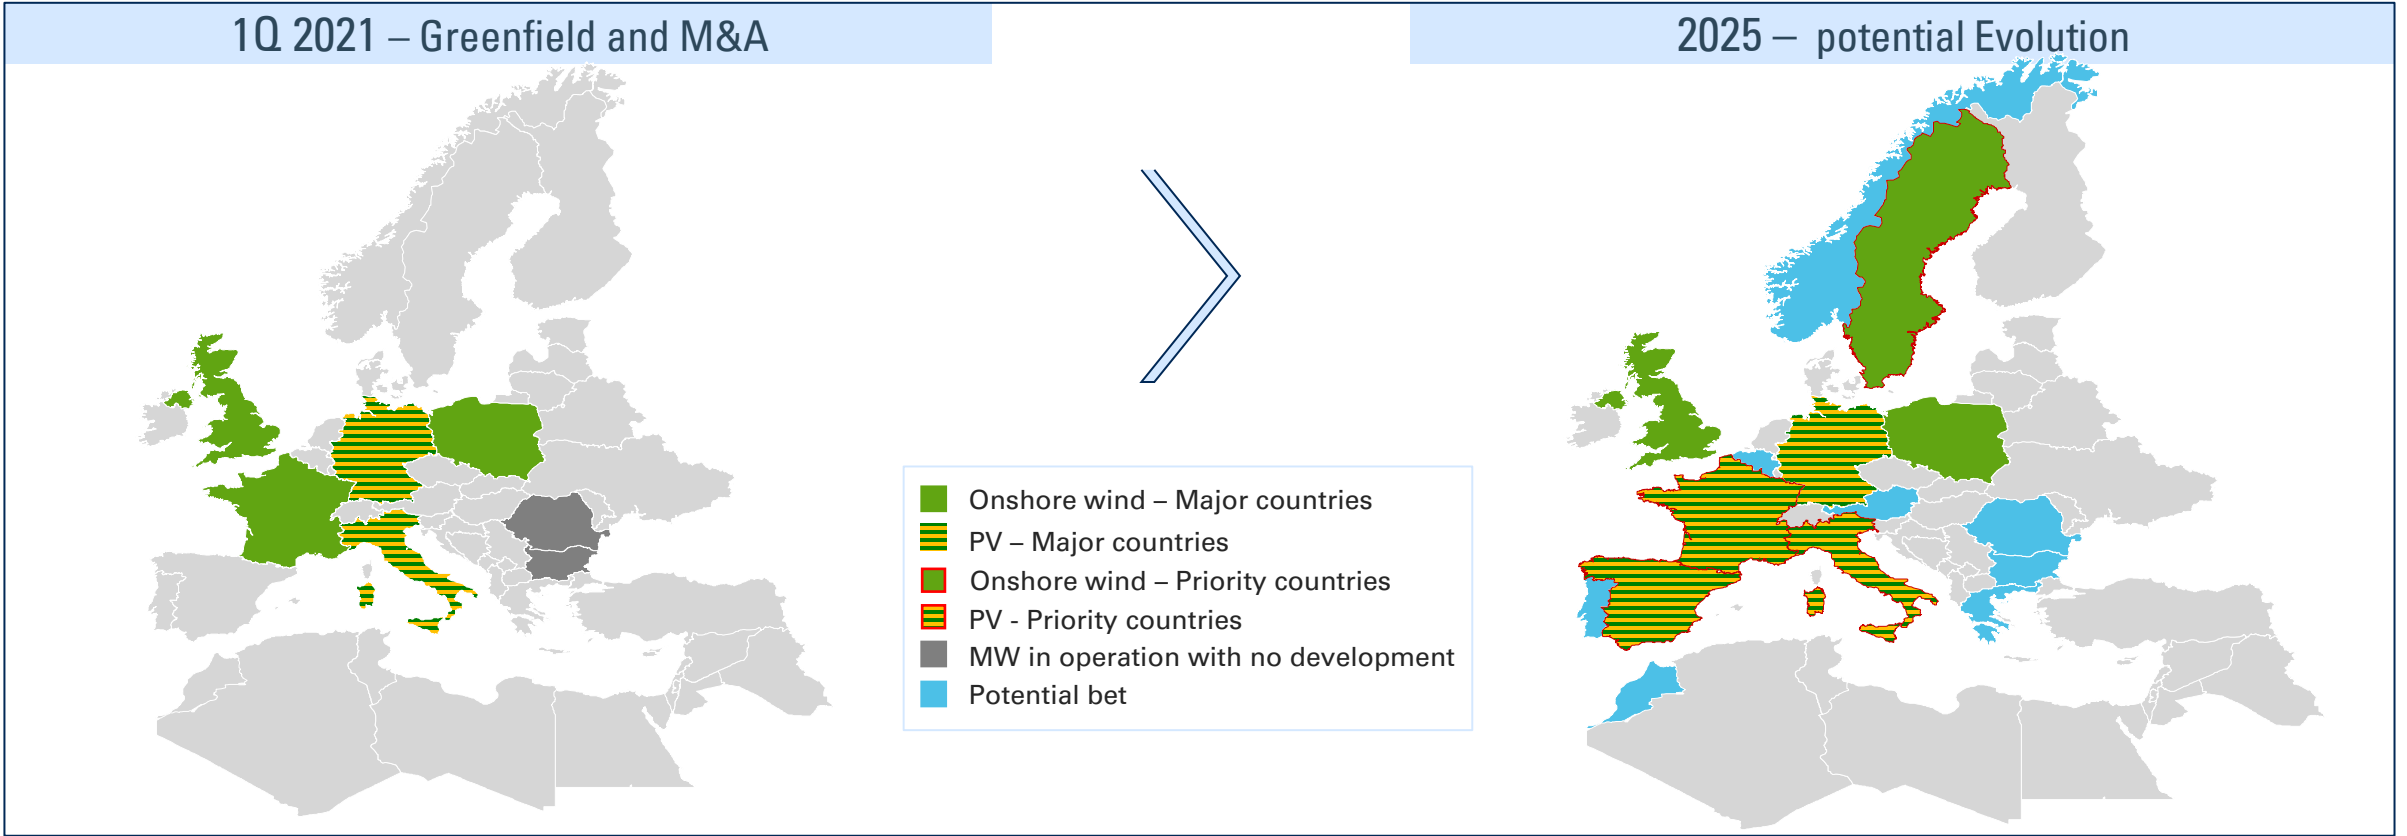 1Q 2021 – Greenfield and M&A
2025 – potential Evolution
Onshore wind – Major countries
PV – Major countries
Onshore wind – Priority countries
PV - Priority countries
MW in operation with no development
Potential bet